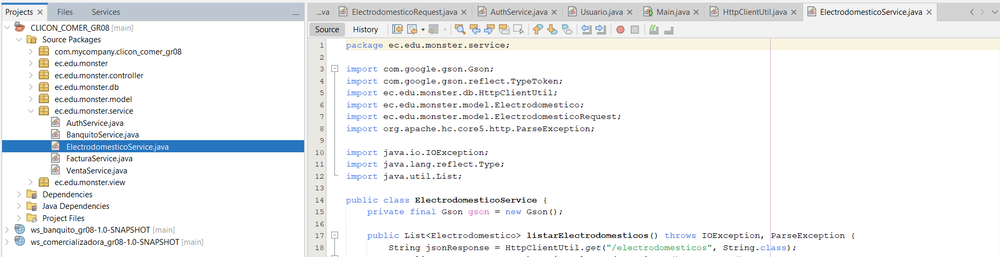 Projects × Files Services
CLICON_COMER_GR08 [main]
Source Packages
com.mycompany.clicon_comer_gr08
ec.edu.monster
ec.edu.monster.controller
ec.edu.monster.db
ec.edu.monster.model
ec.edu.monster.service
AuthService.java
BanquitoService.java
ElectrodomesticoService.java
FacturaService.java
VentaService.java
ec.edu.monster.view
Dependencies
Java Dependencies
Project Files
ws_banquito_gr08-1.0-SNAPSHOT [main]
ws_comercializadora_gr08-1.0-SNAPSHOT [main]
...va ElectrodomesticoRequest.java × AuthService.java × Usuario.java × Main.java × HttpClientUtil.java × ElectrodomesticoService.java ×
Source History
1 package ec.edu.monster.service;
2
3 import com.google.gson.Gson;
4 import com.google.gson.reflect.TypeToken;
5 import ec.edu.monster.db.HttpClientUtil;
6 import ec.edu.monster.model.Electrodomestico;
7 import ec.edu.monster.model.ElectrodomesticoRequest;
8 import org.apache.hc.core5.http.ParseException;
9
10 import java.io.IOException;
11 import java.lang.reflect.Type;
12 import java.util.List;
13
14 public class ElectrodomesticoService {
15 private final Gson gson = new Gson();
16
17 public List<Electrodomestico> listarElectrodomesticos() throws IOException, ParseException {
18 String jsonResponse = HttpClientUtil.get("/electrodomesticos", String.class);